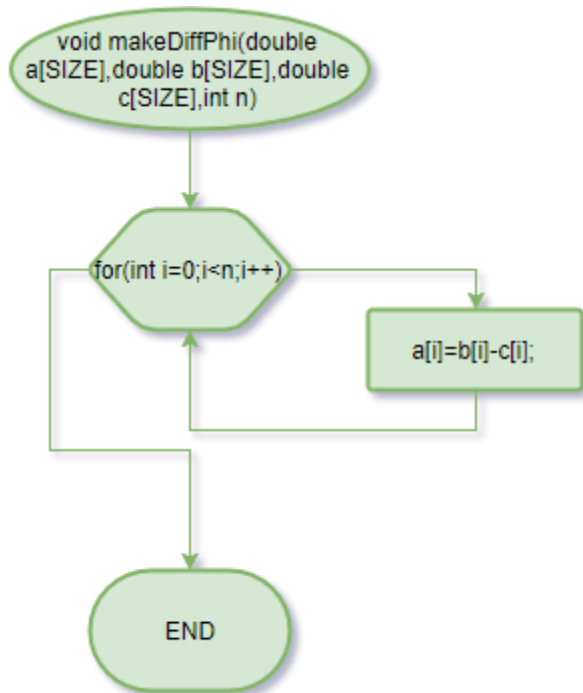 void makeDiffPhi(double
a[SIZE],double b[SIZE],double
c[SIZE],int n)
for(int i=0;i<n;i++)
a[i]=b[i]-c[i];
END